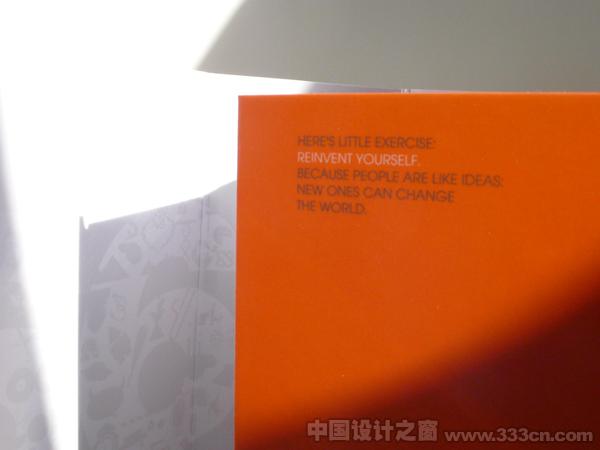 HERE'S LITTLE EXERCISE:
REINVENT YOURSELF.
BECAUSE PEOPLE ARE LIKE IDEAS:
NEW ONES CAN CHANGE
THE WORLD.
中国设计之窗 www.333cn.com